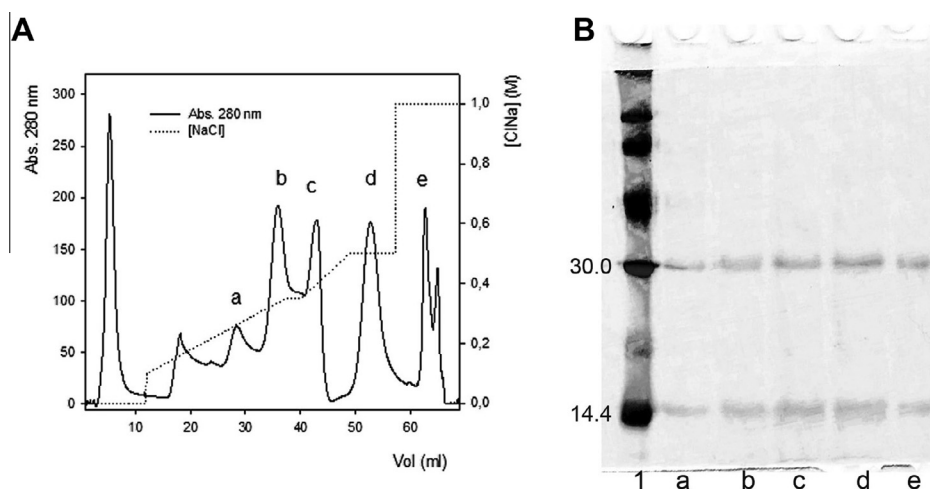 A
B
Abs. 280 nm
[NaCl]
300
250
200
150
100
50
0
Abs. 280 nm
1,0
0,8
0,6
0,4
0,2
0,0
[ClNa] (M)
a
b
c
d
e
10
20
30
40
50
60
Vol (ml)
30.0
14.4
1 a b c d e